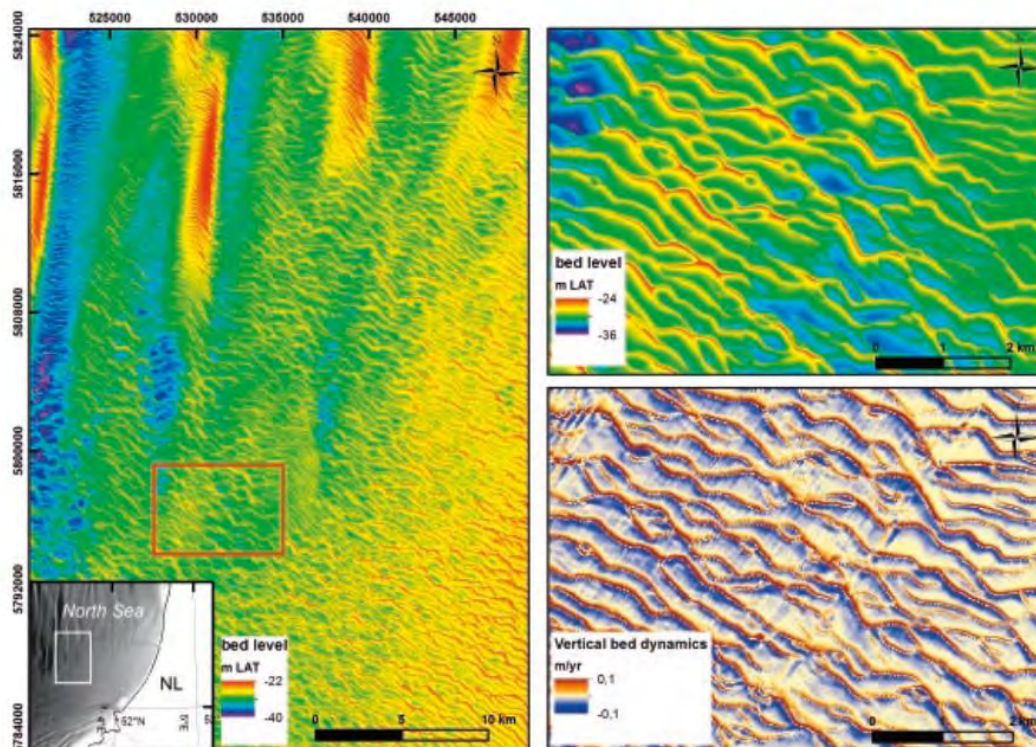 525000 530000 535000 540000 545000
5824000
5816000
5808000
5800000
5792000
5784000
North Sea
NL
52°N
3°E
bed level
m LAT
-22
-40
0 5 10 km
bed level
m LAT
-24
-36
0 1 2 km
Vertical bed dynamics
m/yr
0,1
-0,1
0 1 2 km